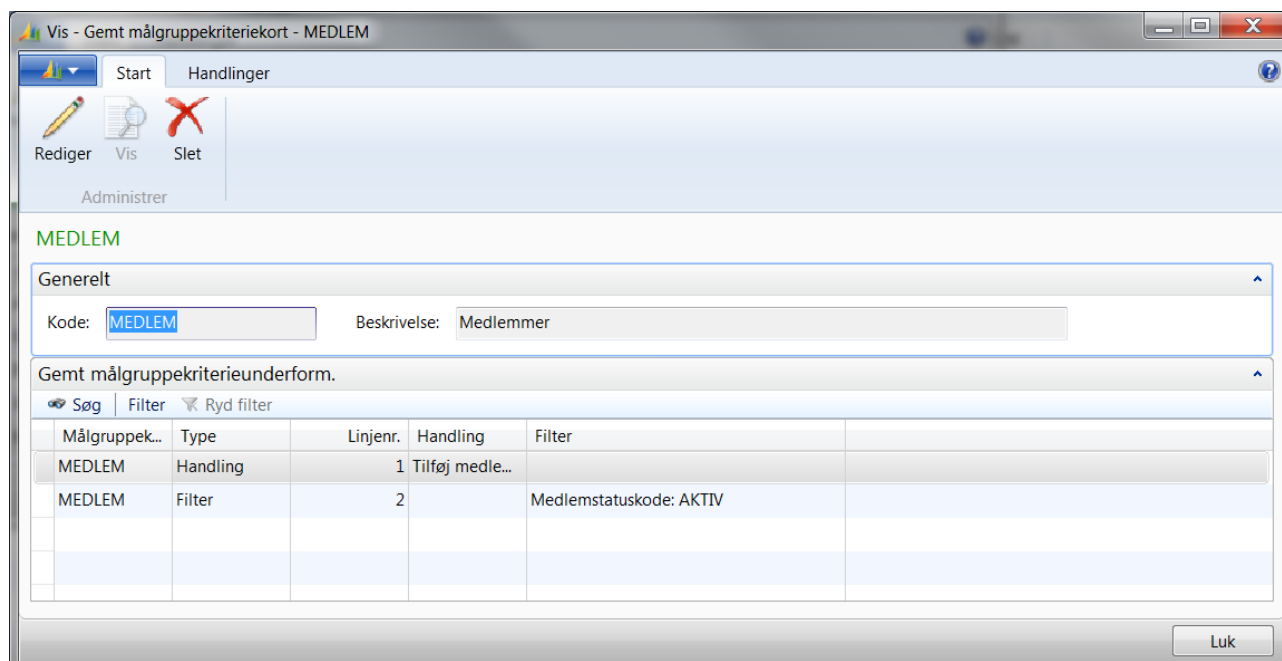 Vis - Gemt målgruppekriteriekort - MEDLEM
Start Handlinger
Rediger Vis Slet
Administrer
MEDLEM
Generelt
Kode: MEDLEM Beskrivelse: Medlemmer
Gemt målgruppekriterieunderform.
Søg Filter Ryd filter
Målgruppek... Type Linjenr. Handling Filter
MEDLEM Handling 1 Tilføj medle...
MEDLEM Filter 2 Medlemstatuskode: AKTIV
Luk